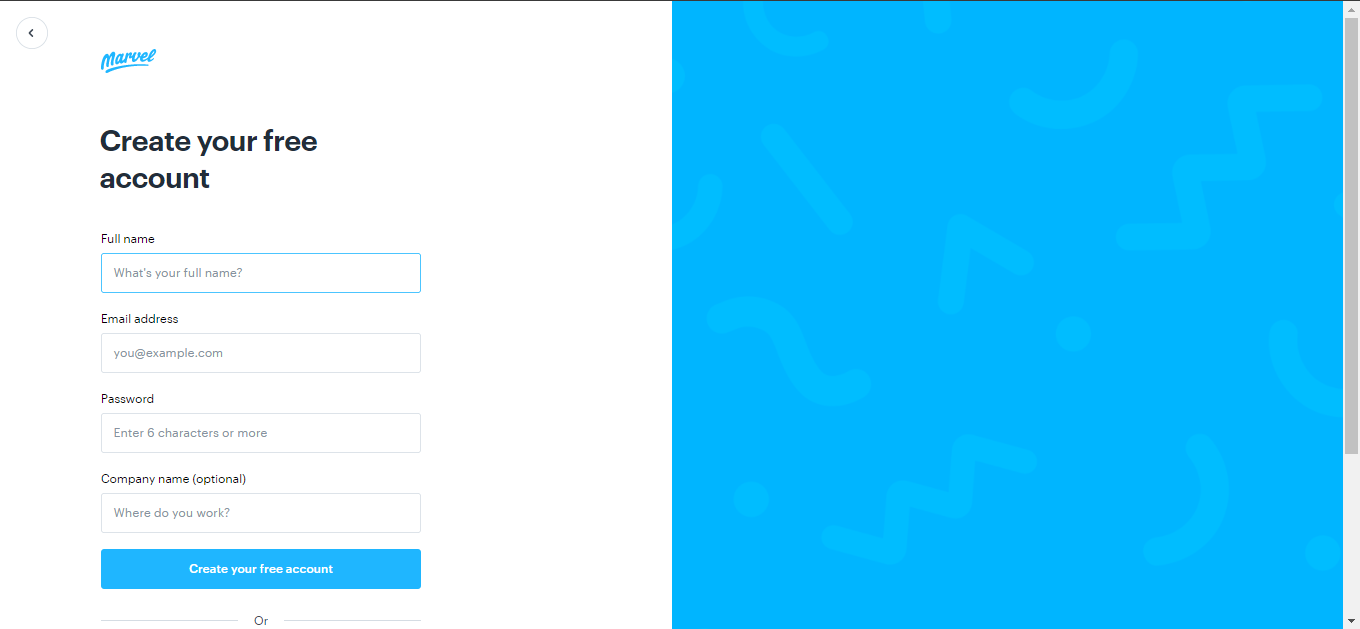 Marvel
Create your free
account
Full name
What's your full name?
Email address
you@example.com
Password
Enter 6 characters or more
Company name (optional)
Where do you work?
Create your free account
Or